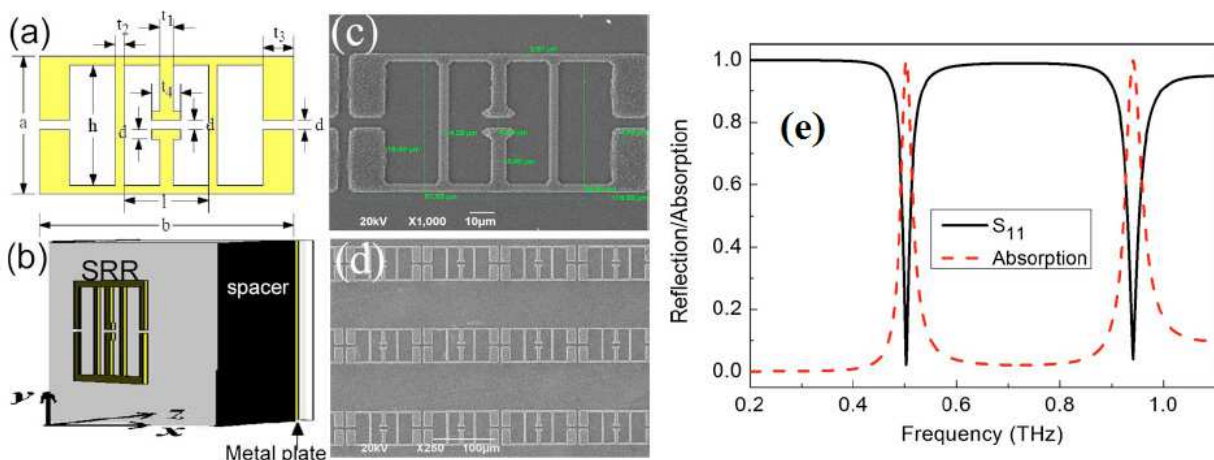 (a)
t2
t1
t3
t4
a
h
d
d
d
l
b
(b)
SRR
spacer
y
z
x
Metal plate
(c)
20kV X1,000 10μm
(d)
20kV X250 100μm
(e)
Reflection/Absorption
1.0
0.8
0.6
0.4
0.2
0.0
S11
Absorption
0.2 0.4 0.6 0.8 1.0
Frequency (THz)